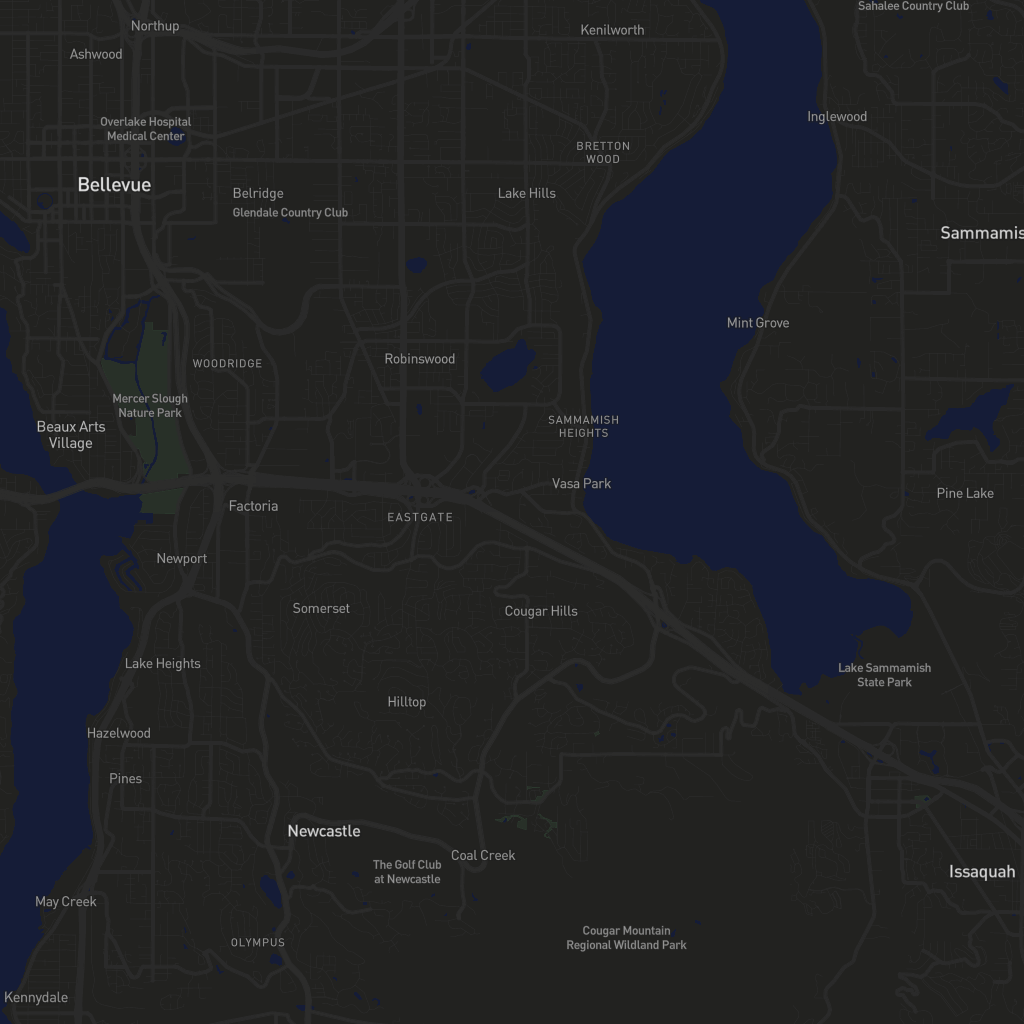 Sahalee Country Club
Northup
Kenilworth
Ashwood
Inglewood
Overlake Hospital
Medical Center
BRETTON
WOOD
Bellevue
Belridge
Lake Hills
Glendale Country Club
Sammamis
Mint Grove
WOODRIDGE
Robinswood
Mercer Slough
Nature Park
Beaux Arts
Village
SAMMAMISH
HEIGHTS
Vasa Park
Pine Lake
Factoria
EASTGATE
Newport
Somerset
Cougar Hills
Lake Heights
Lake Sammamish
State Park
Hilltop
Hazelwood
Pines
Newcastle
Coal Creek
The Golf Club
at Newcastle
Issaquah
May Creek
Cougar Mountain
Regional Wildland Park
OLYMPUS
Kennydale